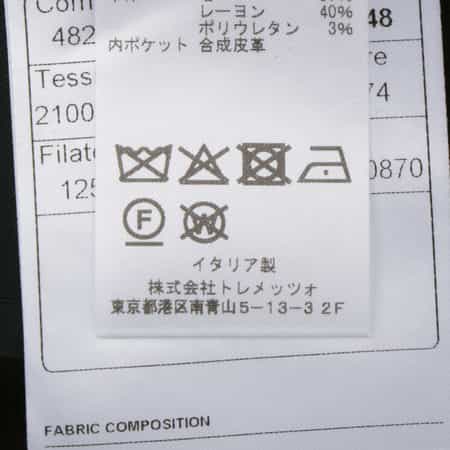 Com
482
48
レーヨン 40%
ポリウレタン 3%
内ポケット 合成皮革
Tess
re
2100
74
Filate
0870
125
F
W
イタリア製
株式会社トレメッツォ
東京都港区南青山5-13-3 2F
FABRIC COMPOSITION